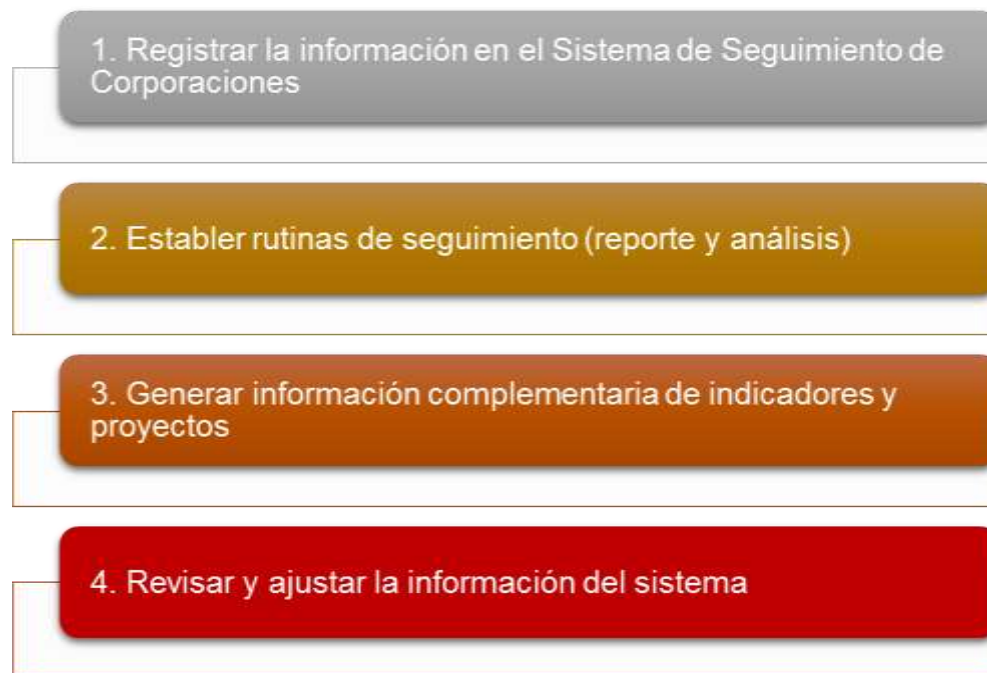 1. Registrar la información en el Sistema de Seguimiento de
Corporaciones
2. Establer rutinas de seguimiento (reporte y análisis)
3. Generar información complementaria de indicadores y
proyectos
4. Revisar y ajustar la información del sistema